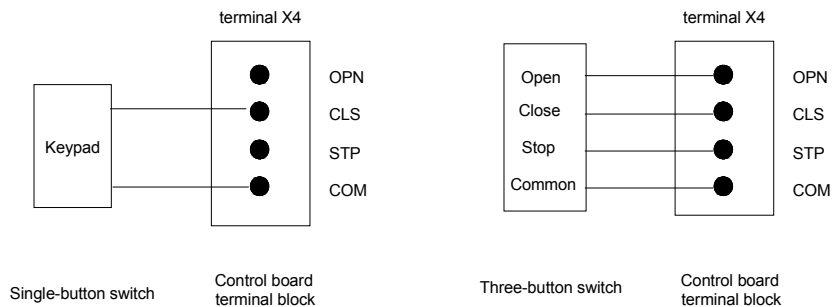 terminal X4
OPN
CLS
Keypad
STP
COM
Single-button switch
Control board
terminal block
terminal X4
Open
OPN
Close
CLS
Stop
STP
Common
COM
Three-button switch
Control board
terminal block